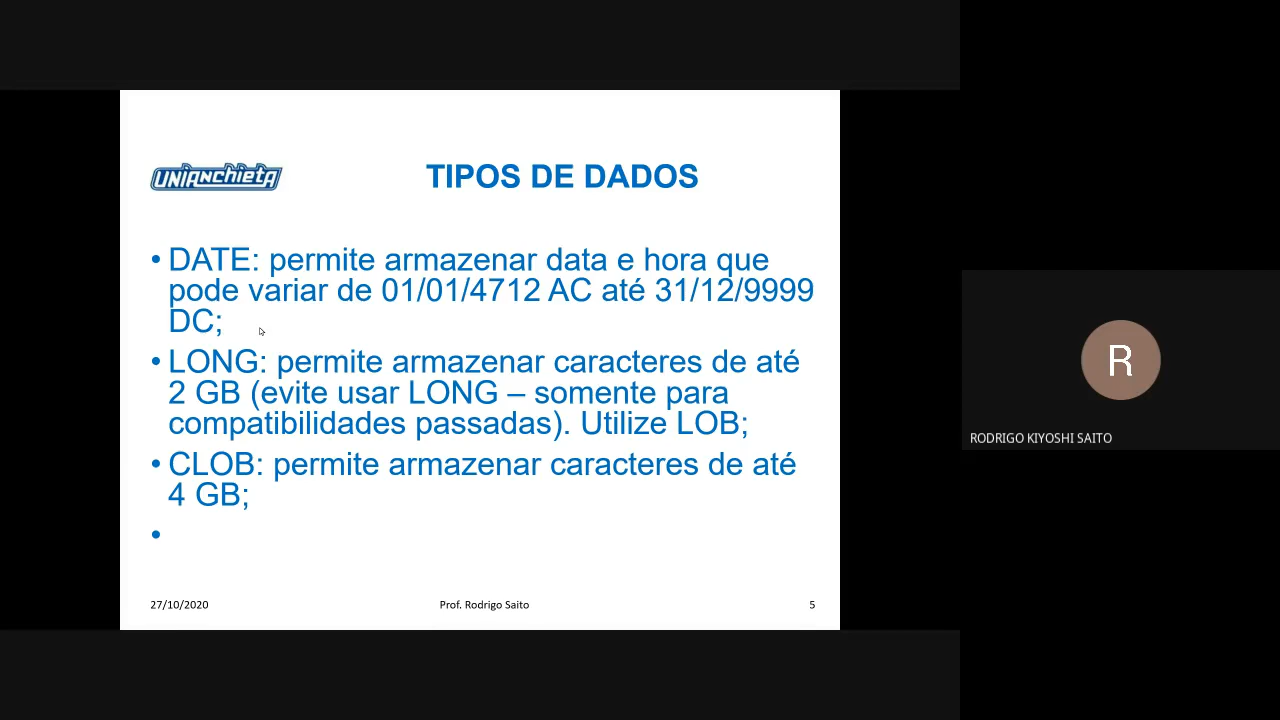 UNIANCHIETA
TIPOS DE DADOS
• DATE: permite armazenar data e hora que
pode variar de 01/01/4712 AC até 31/12/9999
DC;
• LONG: permite armazenar caracteres de até
2 GB (evite usar LONG – somente para
compatibilidades passadas). Utilize LOB;
• CLOB: permite armazenar caracteres de até
4 GB;
•
27/10/2020
Prof. Rodrigo Saito
5
R
RODRIGO KIYOSHI SAITO